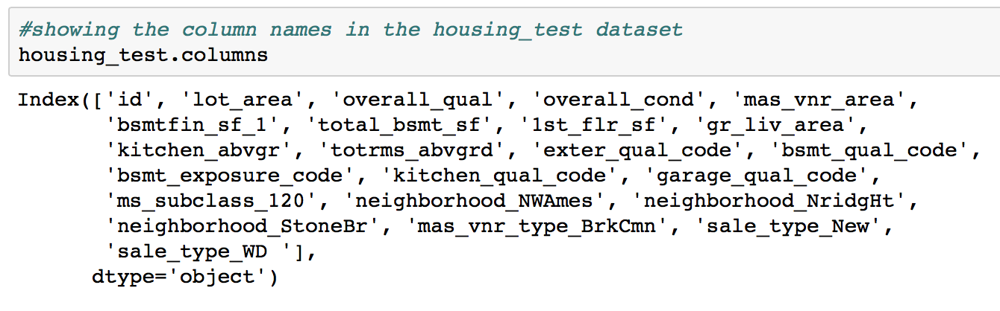 #showing the column names in the housing_test dataset
housing_test.columns
Index(['id', 'lot_area', 'overall_qual', 'overall_cond', 'mas_vnr_area',
'bsmtfin_sf_1', 'total_bsmt_sf', '1st_flr_sf', 'gr_liv_area',
'kitchen_abvgr', 'totrms_abvgrd', 'exter_qual_code', 'bsmt_qual_code',
'bsmt_exposure_code', 'kitchen_qual_code', 'garage_qual_code',
'ms_subclass_120', 'neighborhood_NWAmes', 'neighborhood_NridgHt',
'neighborhood_StoneBr', 'mas_vnr_type_BrkCmn', 'sale_type_New',
'sale_type_WD '],
dtype='object')